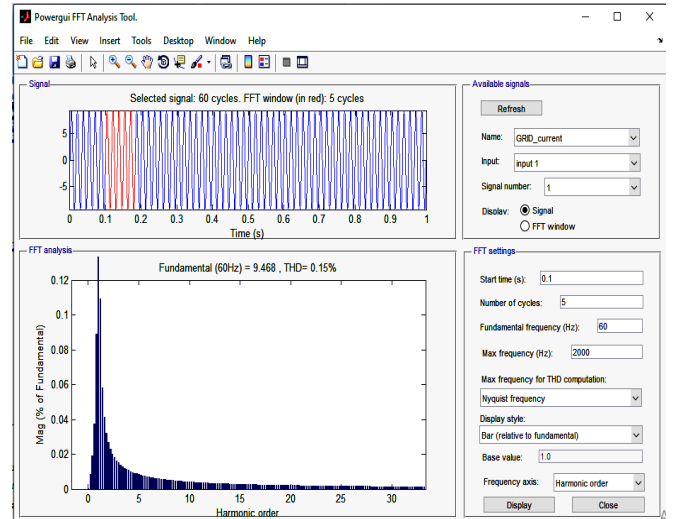 Powergui FFT Analysis Tool.
File Edit View Insert Tools Desktop Window Help
Signal
Selected signal: 60 cycles. FFT window (in red): 5 cycles
5
0
-5
0 0.1 0.2 0.3 0.4 0.5 0.6 0.7 0.8 0.9 1
Time (s)
FFT analysis
Fundamental (60Hz) = 9.468 , THD= 0.15%
Mag (% of Fundamental)
0.12
0.1
0.08
0.06
0.04
0.02
0
0 5 10 15 20 25 30
Harmonic order
Available signals
Refresh
Name: GRID_current
Input: input 1
Signal number: 1
Display: Signal
FFT window
FFT settings
Start time (s): 0.1
Number of cycles: 5
Fundamental frequency (Hz): 60
Max frequency (Hz): 2000
Max frequency for THD computation:
Nyquist frequency
Display style:
Bar (relative to fundamental)
Base value: 1.0
Frequency axis: Harmonic order
Display Close